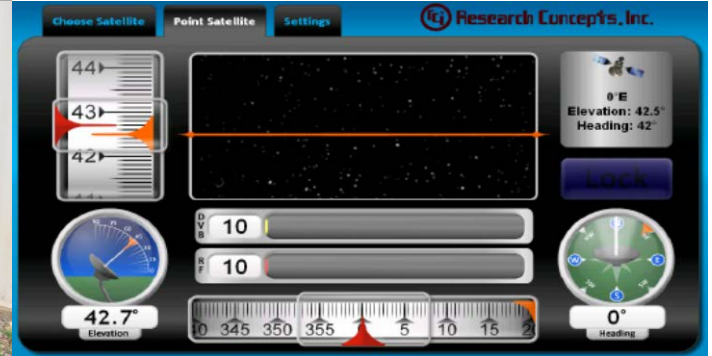 Choose Satellite
Point Satellite
Settings
rci Research Concepts, Inc.
44
43
42
0°E
Elevation: 42.5°
Heading: 42°
Lock
DVB 10
RF 10
W
E
S
42.7°
Elevation
345 350 355 5 10 15
0°
Heading